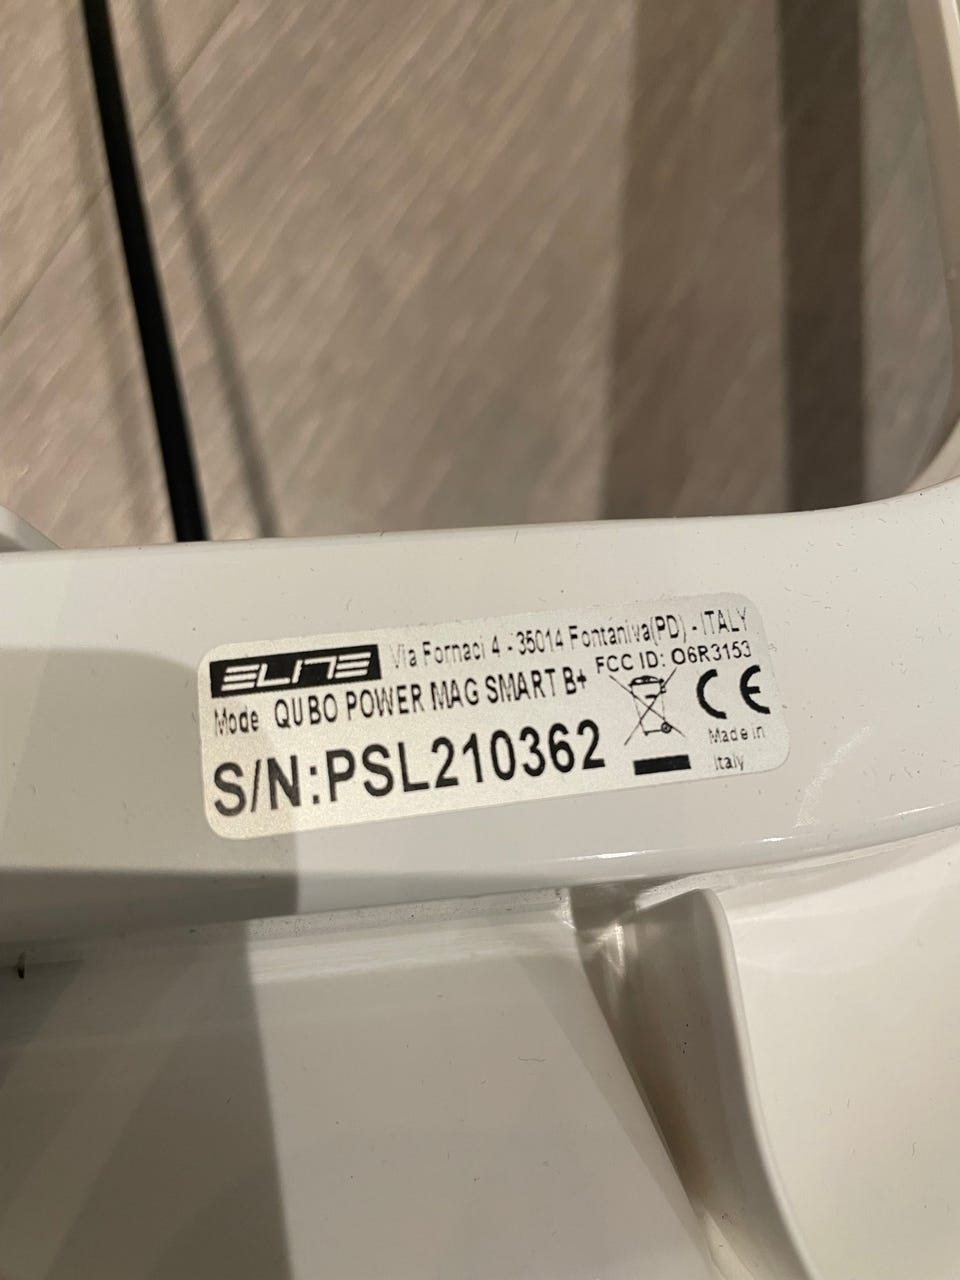 ELITE Via Fornaci 4 - 35014 Fontaniva(PD) - ITALY
Mode QUBO POWER MAG SMART B+ FCC ID: O6R3153
S/N:PSL210362
CE
Made in
Italy